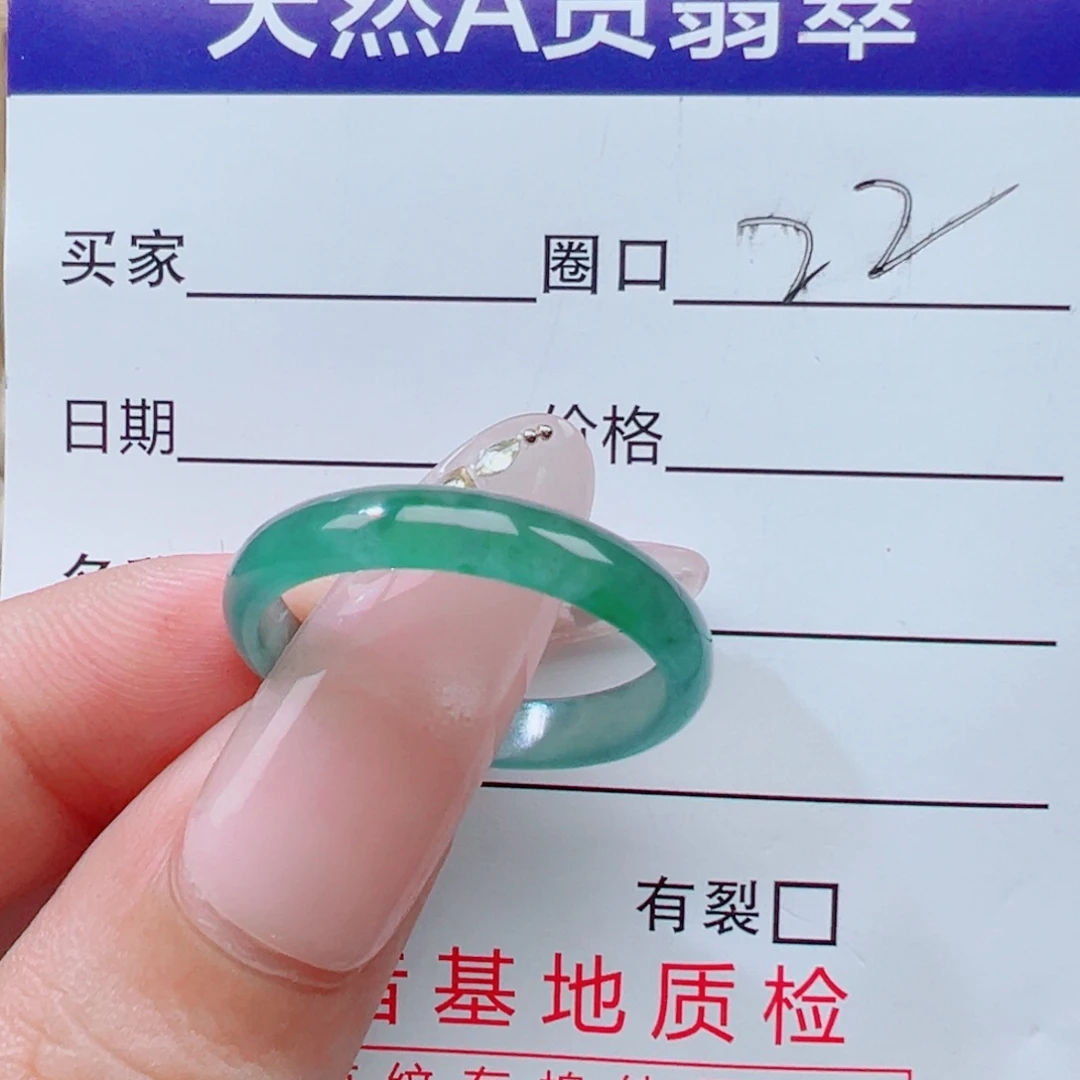 天然A货翡翠
买家 圈口 22
日期 价格
有裂
基地质检